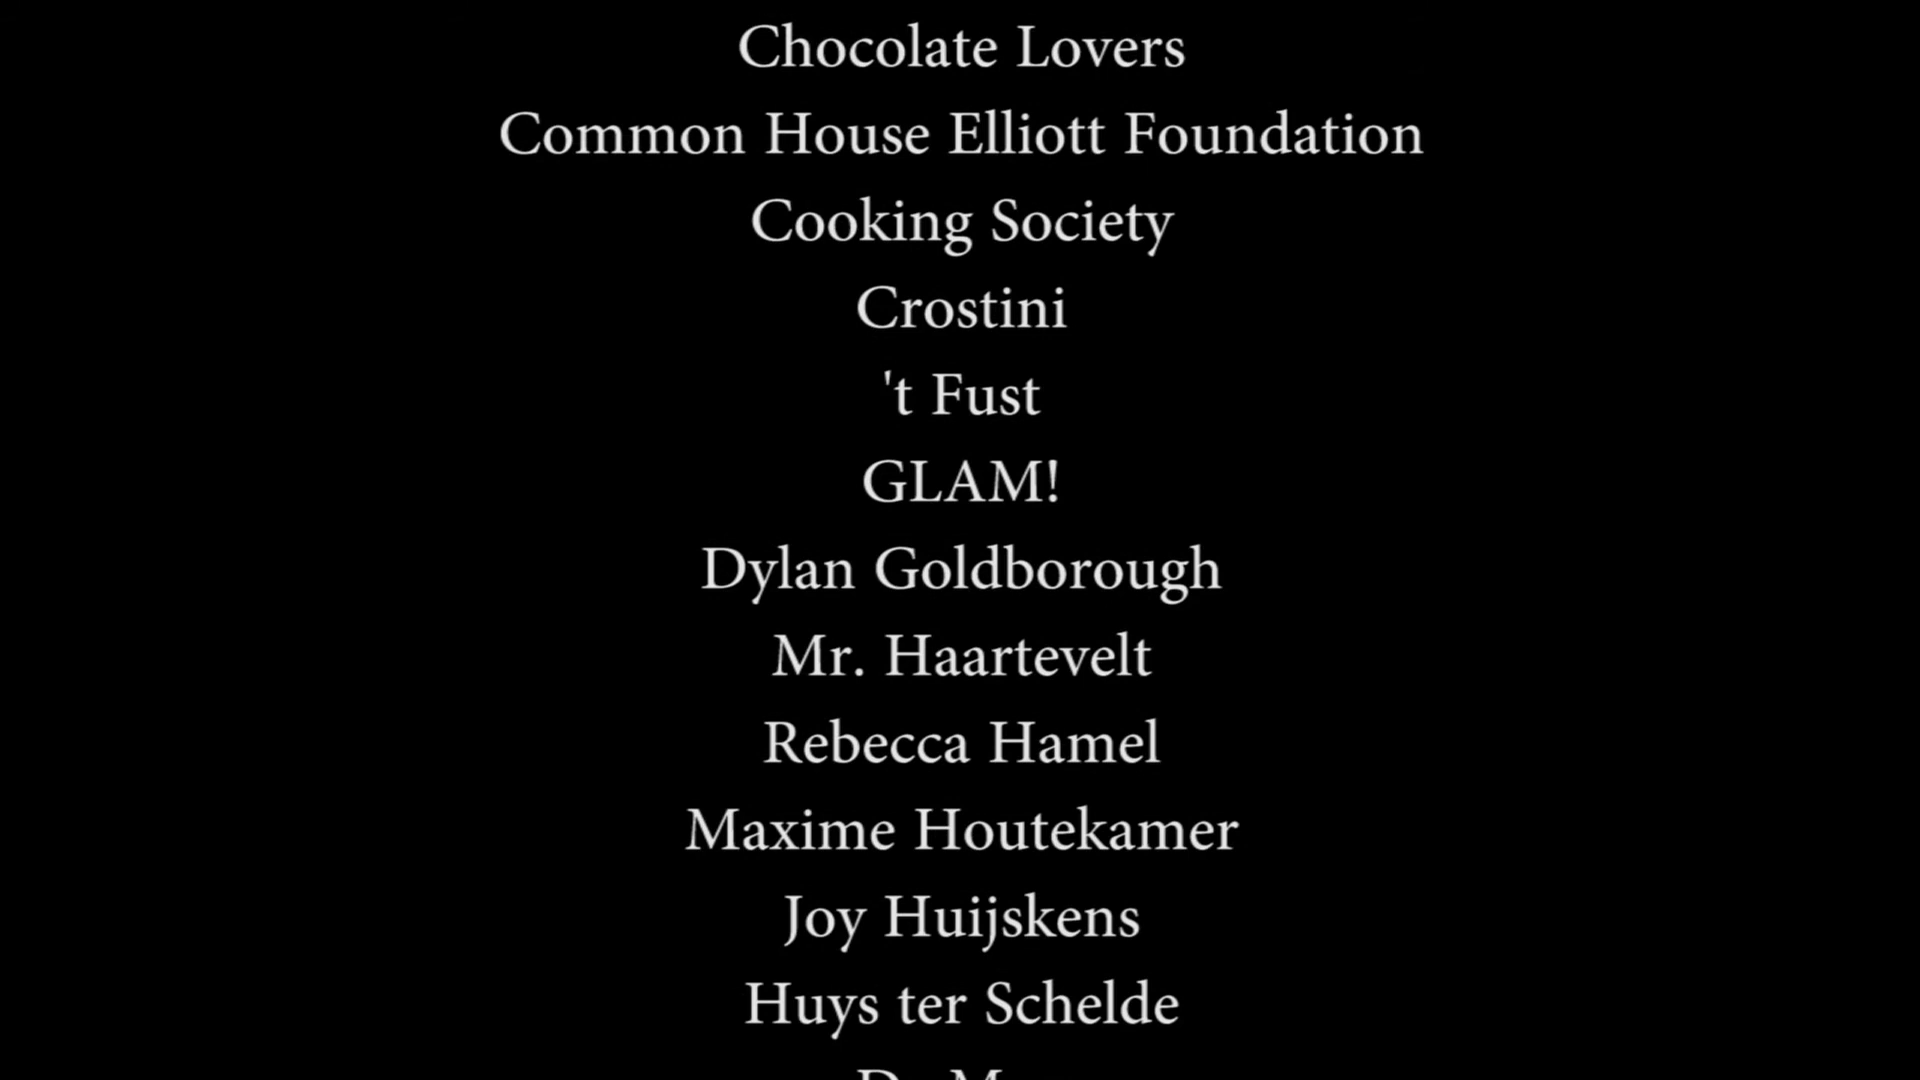 Chocolate Lovers
Common House Elliott Foundation
Cooking Society
Crostini
't Fust
GLAM!
Dylan Goldborough
Mr. Haartevelt
Rebecca Hamel
Maxime Houtekamer
Joy Huijskens
Huys ter Schelde